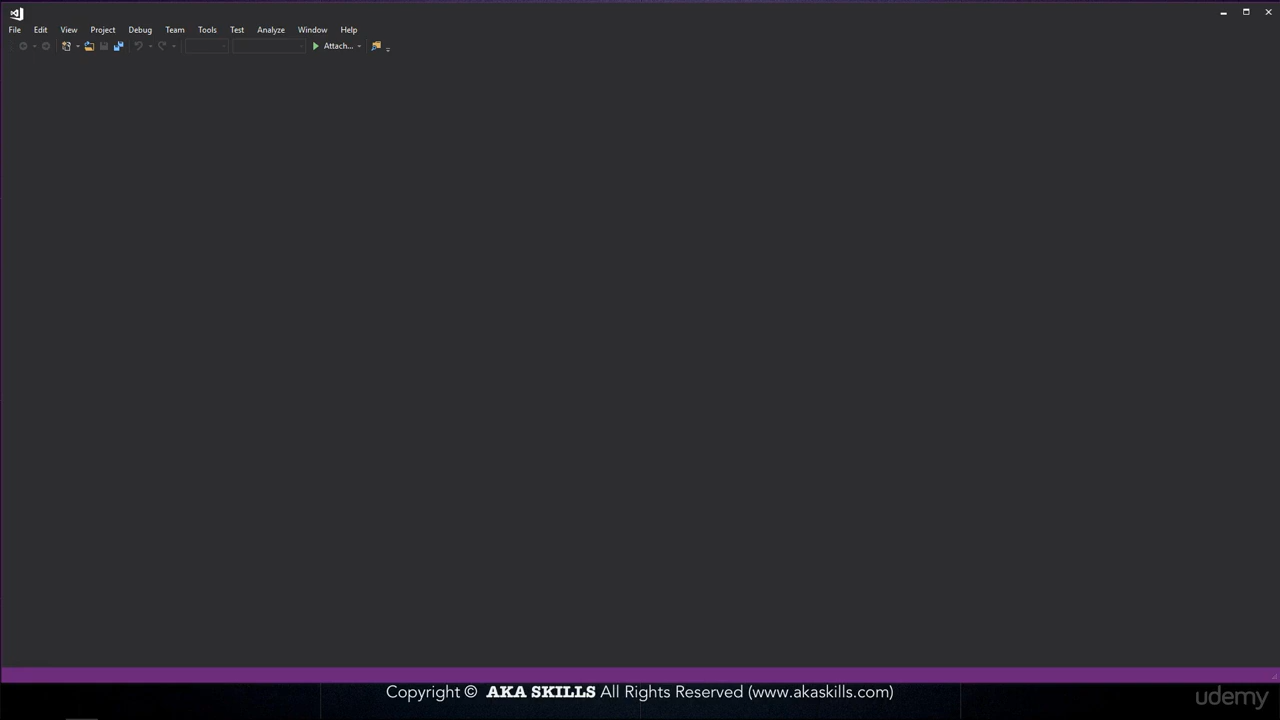 File Edit View Project Debug Team Tools Test Analyze Window Help
Attach...
Copyright © AKA SKILLS All Rights Reserved (www.akaskills.com)
udemy